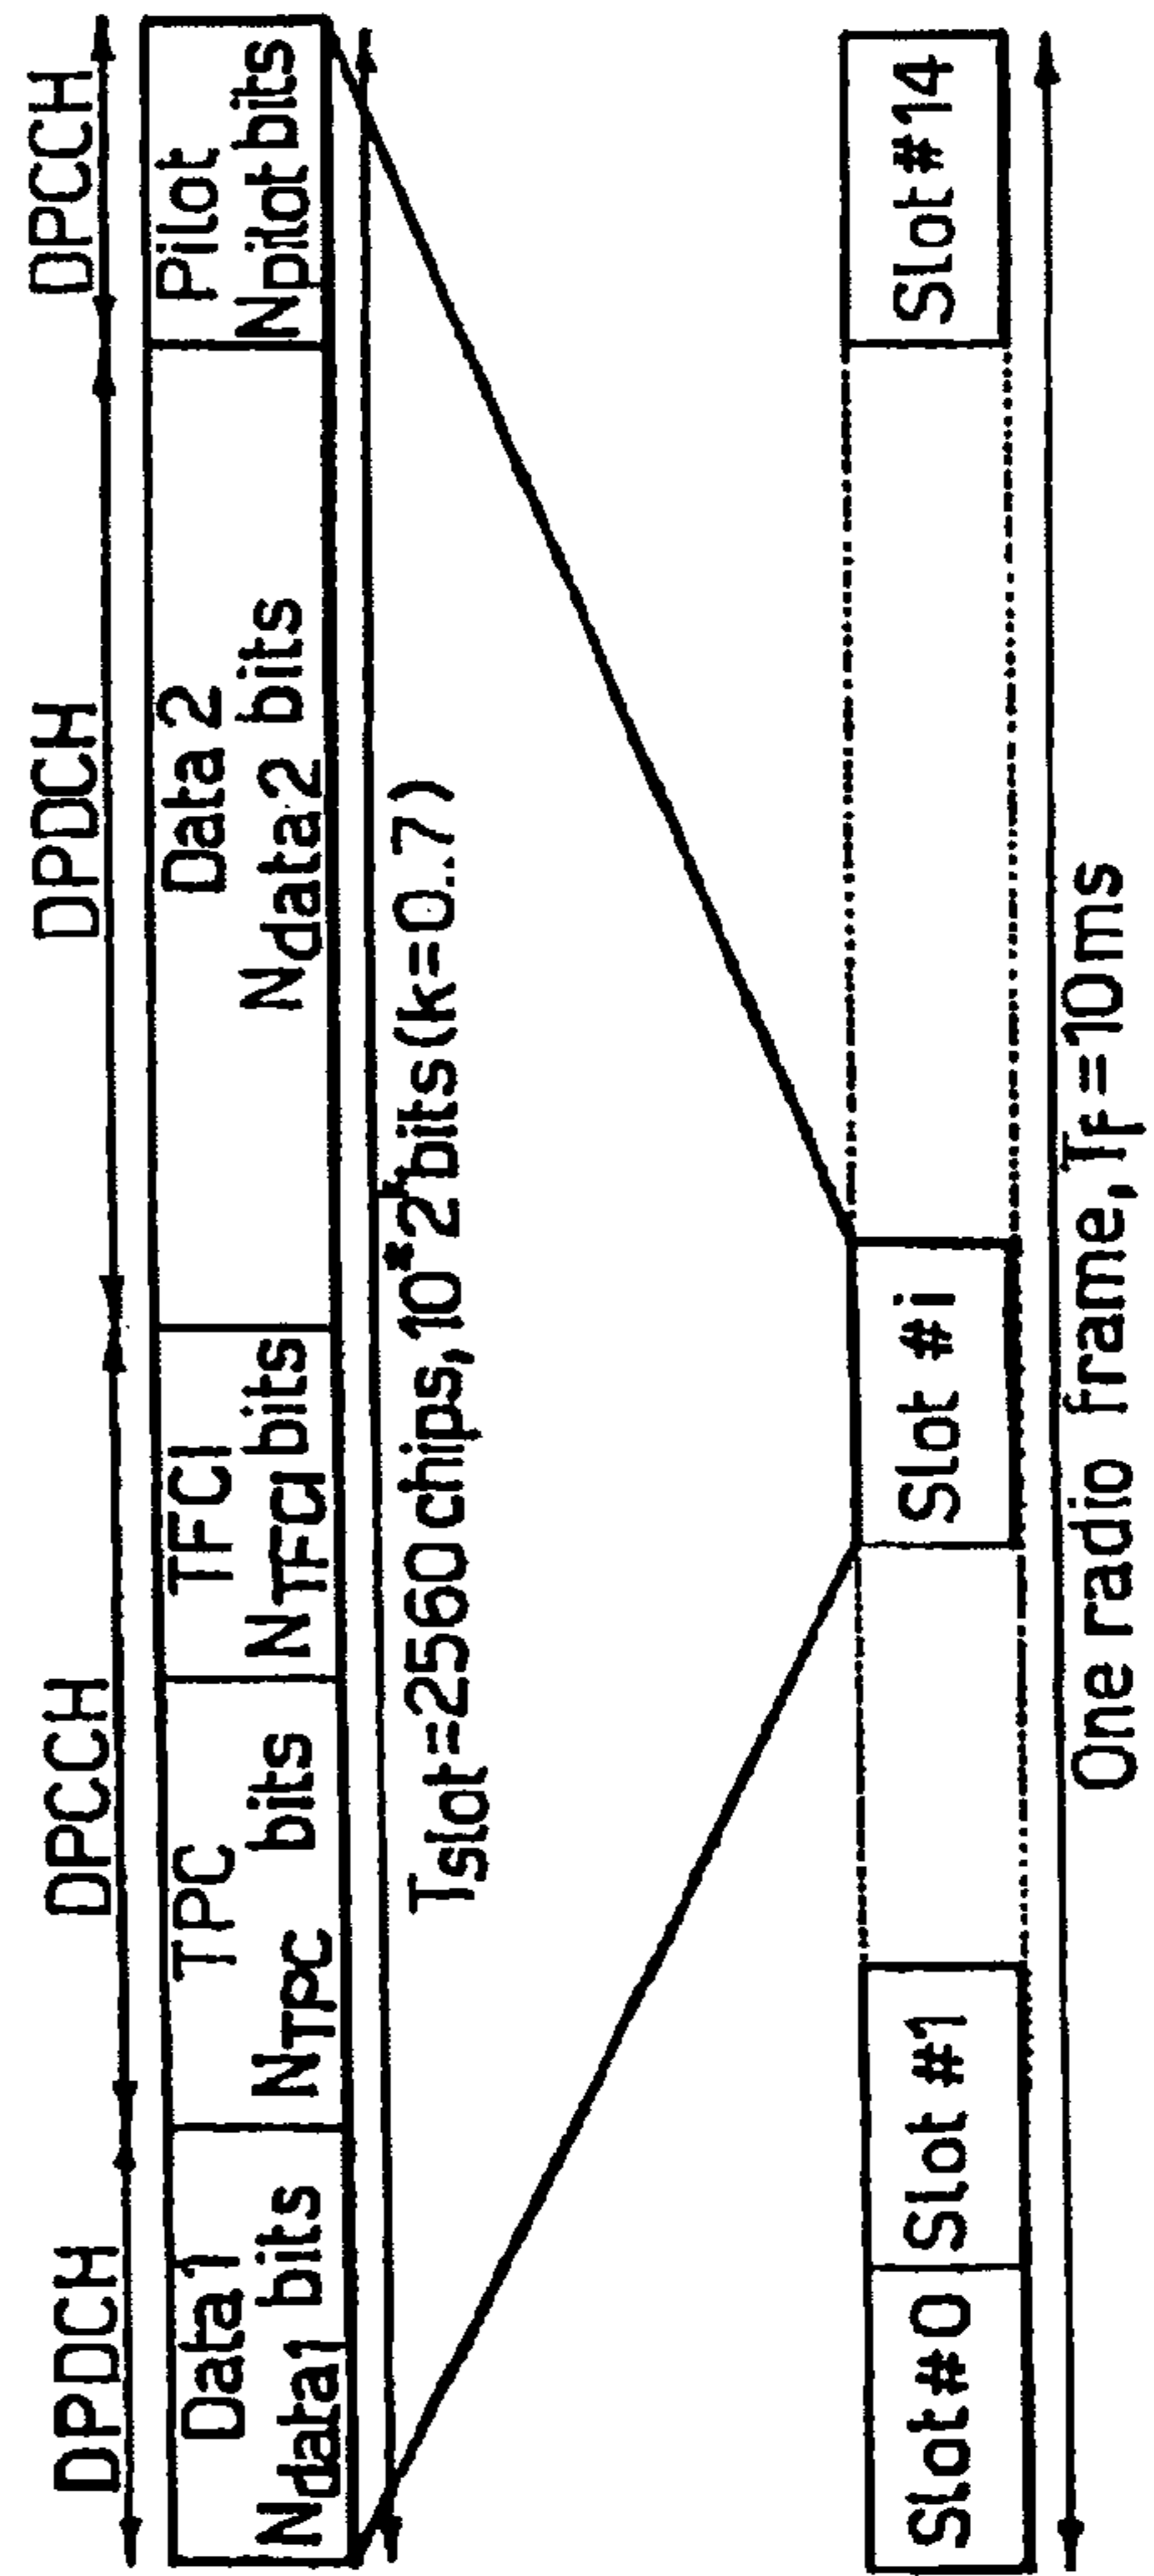 DPDCH DPCCH DPDCH DPCCH
Data1 TPC TFCI Data 2 Pilot
Ndata1 bits NTPC bits NTFCI bits Ndata2 bits Npilot bits
Tslot=2560 chips, 10*2^k bits (k=0..7)
Slot #0 Slot #1 Slot #i Slot #14
One radio frame, TF=10ms